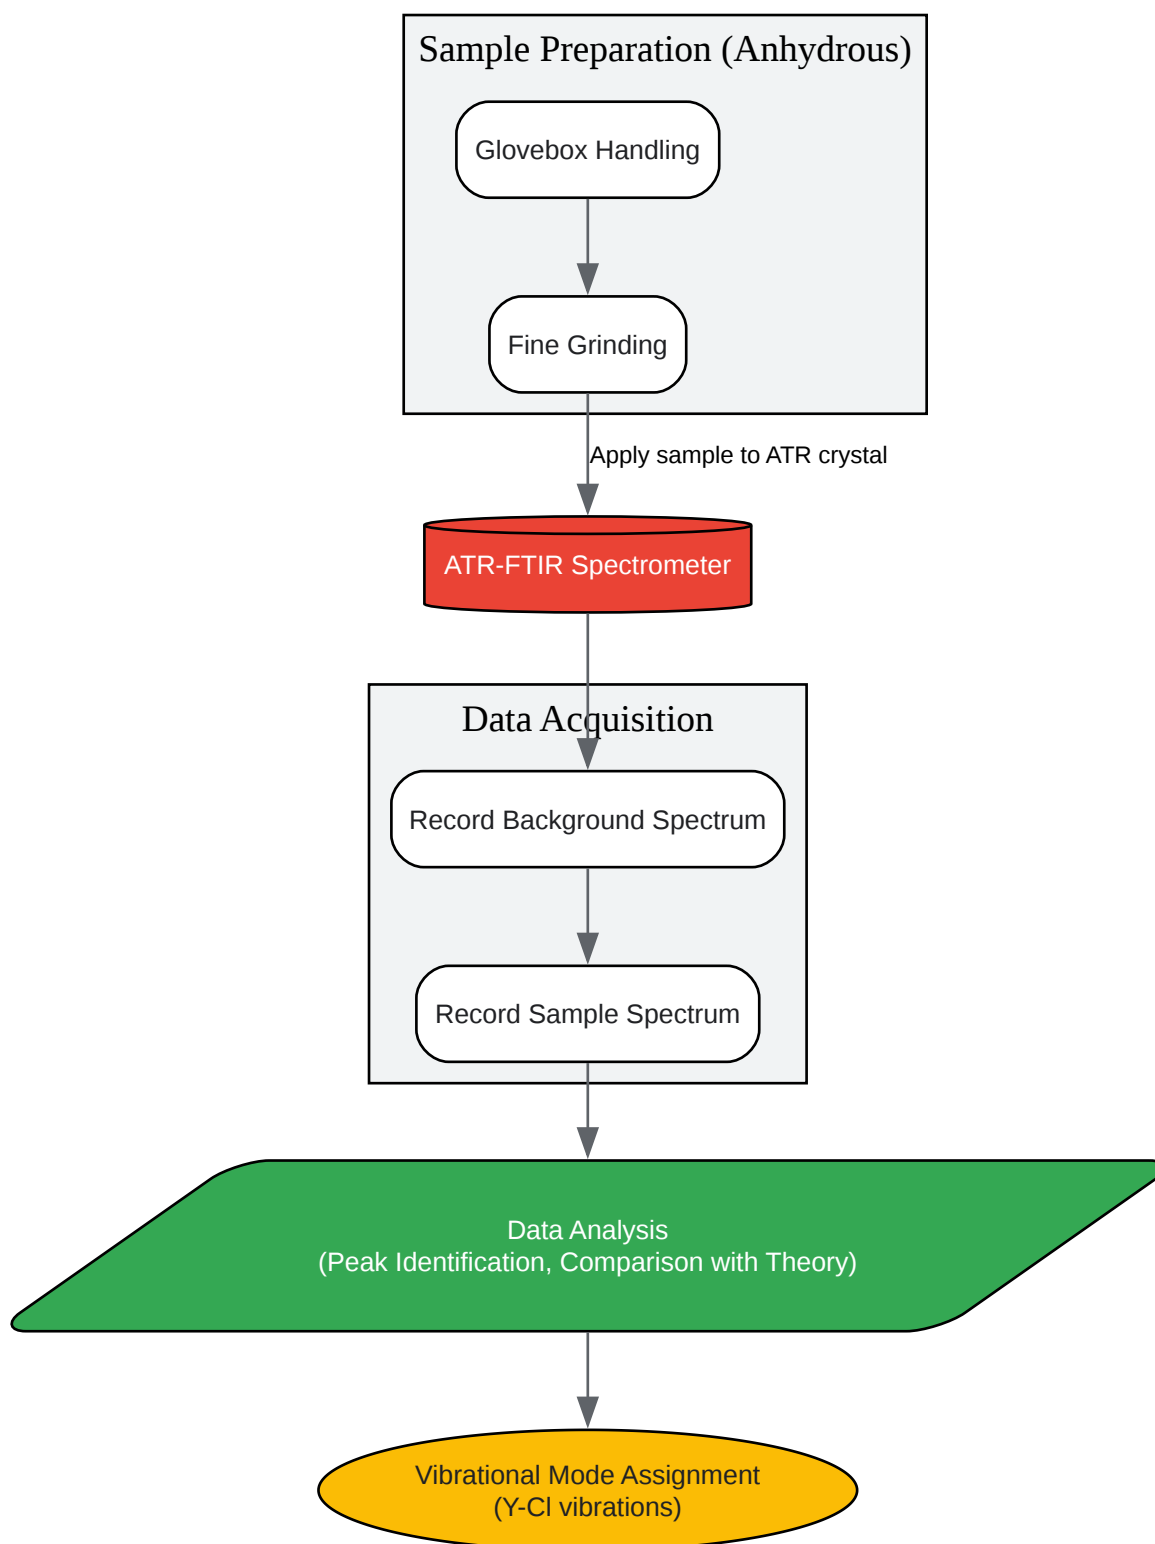 Sample Preparation (Anhydrous)
Glovebox Handling
Fine Grinding
Apply sample to ATR crystal
ATR-FTIR Spectrometer
Data Acquisition
Record Background Spectrum
Record Sample Spectrum
Data Analysis
(Peak Identification, Comparison with Theory)
Vibrational Mode Assignment
(Y-Cl vibrations)